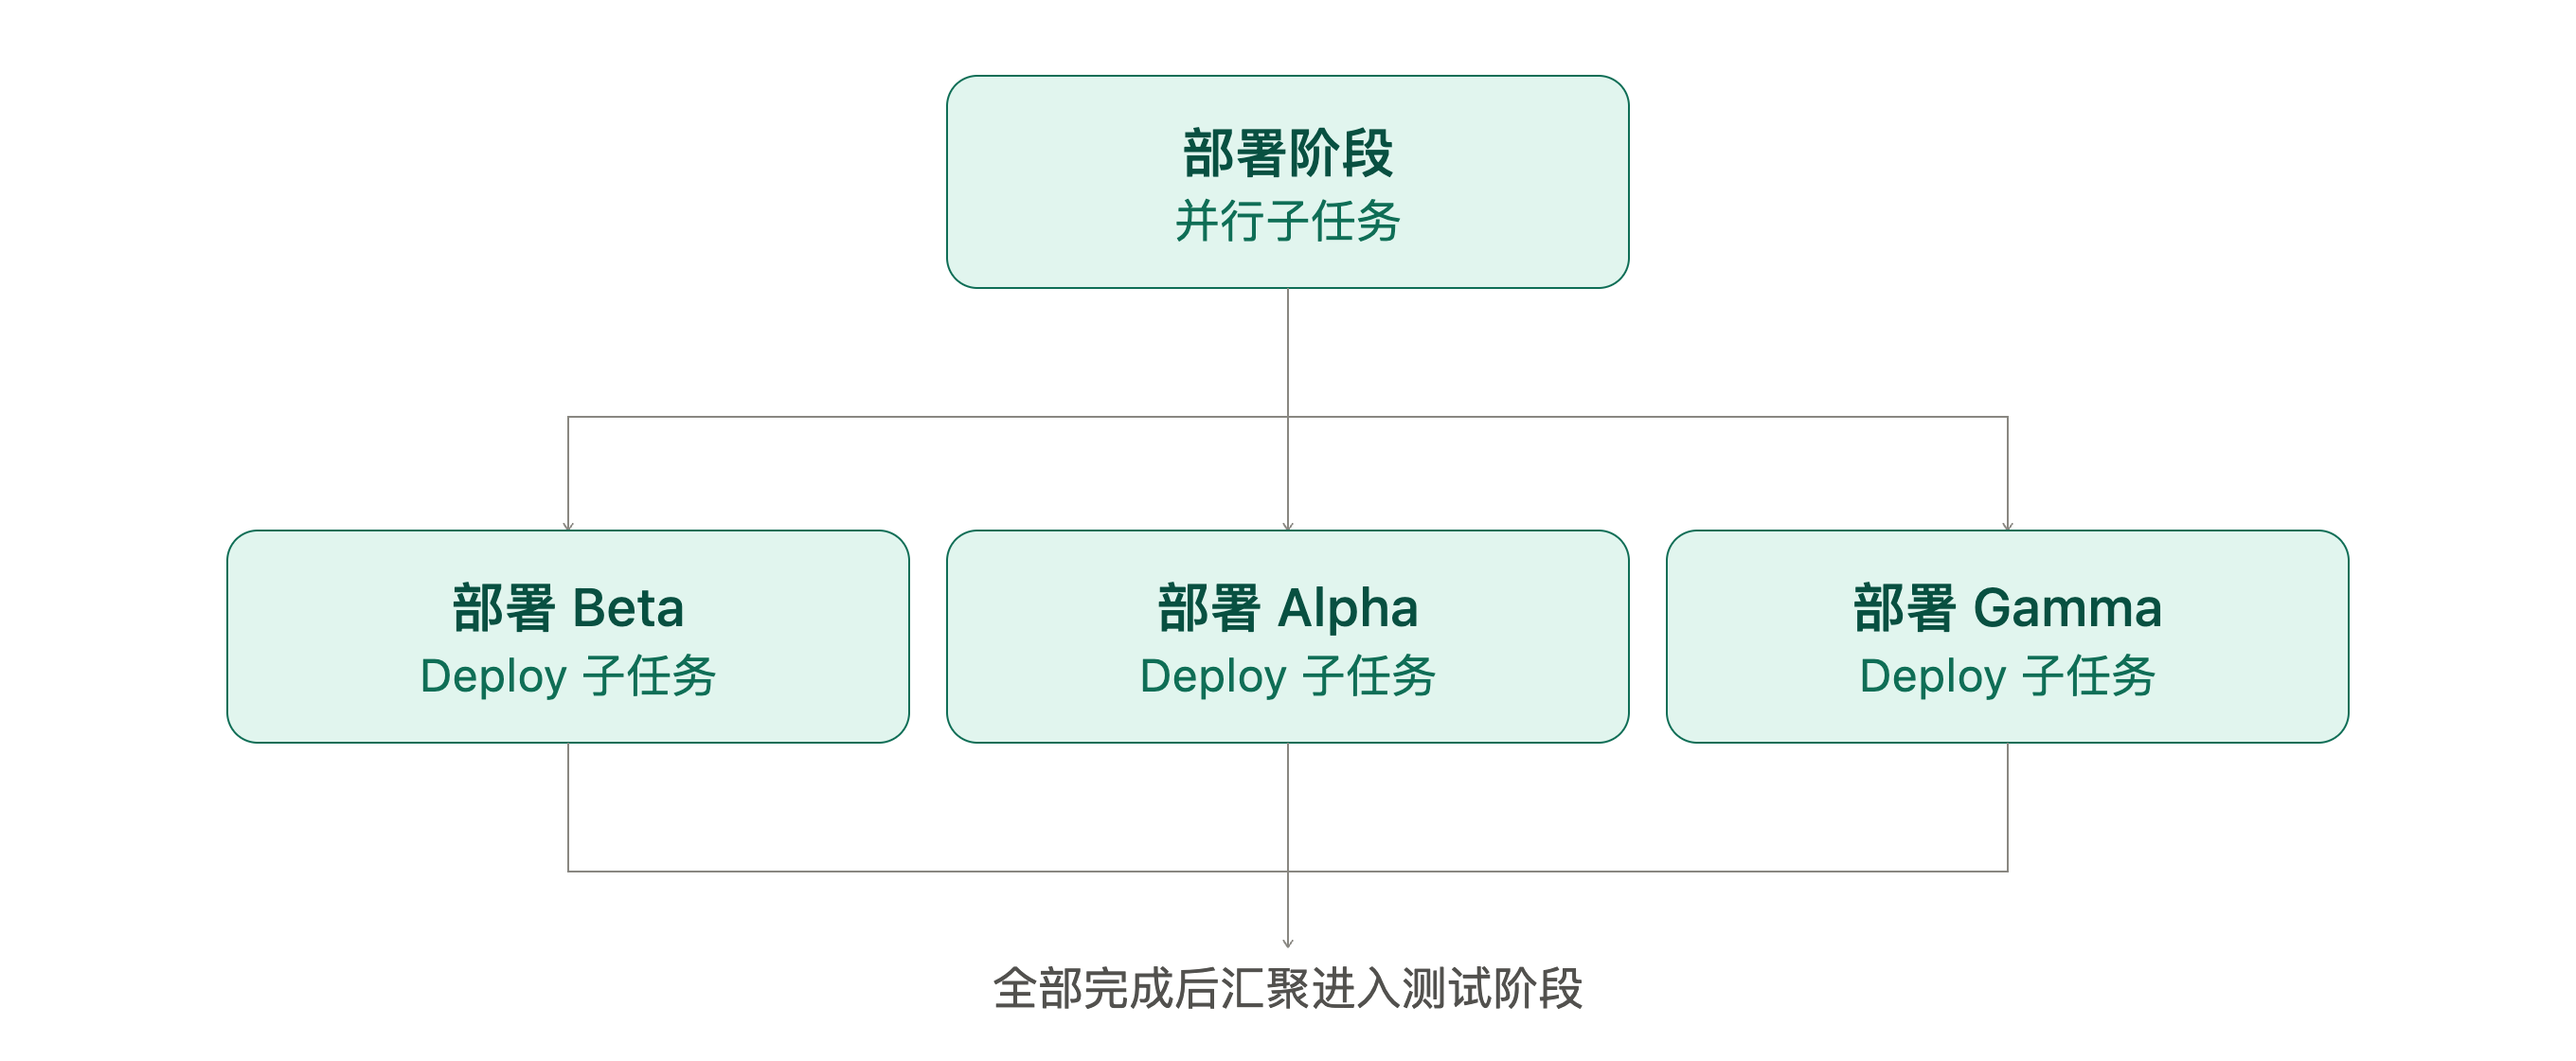 部署阶段
并行子任务
部署 Beta
Deploy 子任务
部署 Alpha
Deploy 子任务
部署 Gamma
Deploy 子任务
全部完成后汇聚进入测试阶段